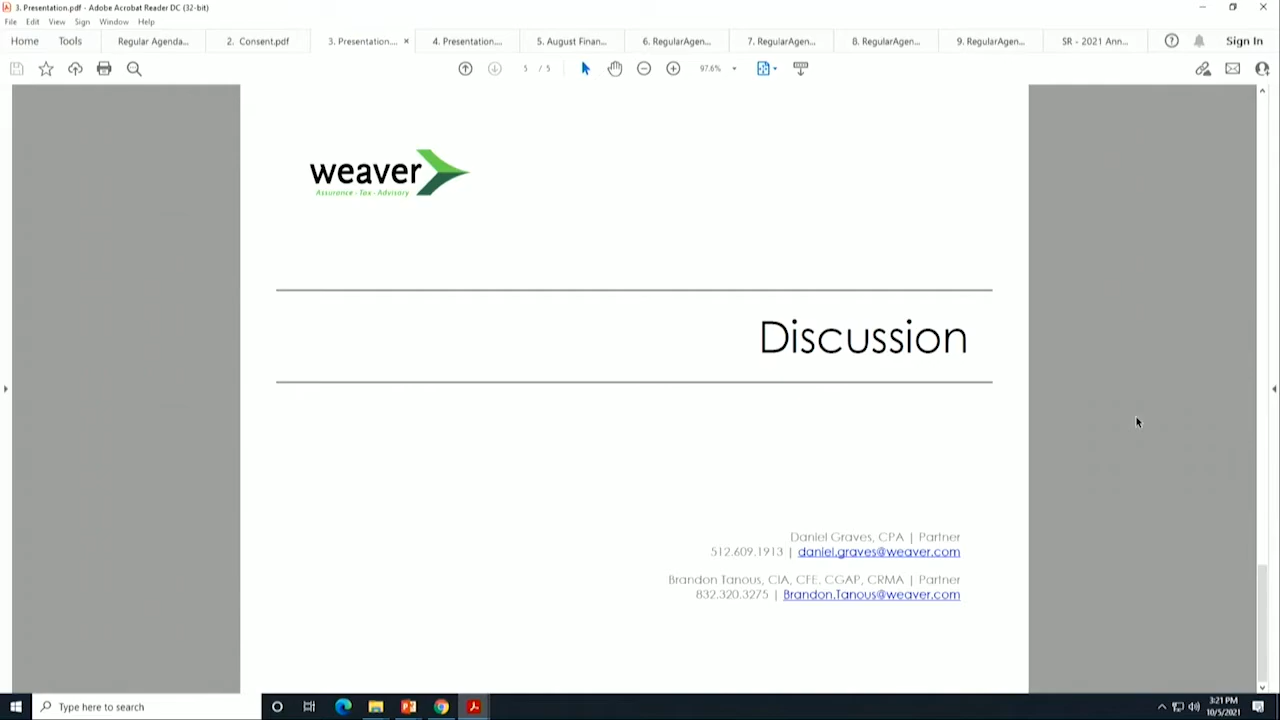 3. Presentation.pdf - Adobe Acrobat Reader DC (32-bit)
File Edit View Sign Window Help
Home Tools Regular Agenda... 2. Consent.pdf 3. Presentation.... × 4. Presentation.... 5. August Finan... 6. RegularAgen... 7. RegularAgen... 8. RegularAgen... 9. RegularAgen... SR - 2021 Ann... Sign In
5 / 5 97.6%
weaver
Assurance · Tax · Advisory
Discussion
Daniel Graves, CPA | Partner
512.609.1913 | daniel.graves@weaver.com
Brandon Tanous, CIA, CFE, CGAP, CRMA | Partner
832.320.3275 | Brandon.Tanous@weaver.com
Type here to search
3:21 PM
10/5/2021